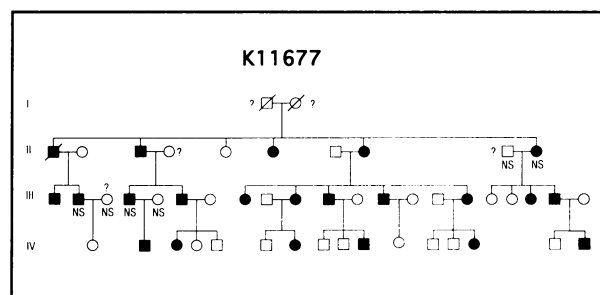 K11677
I
? ?
II
? ?
NS NS
III
?
NS NS NS NS
IV